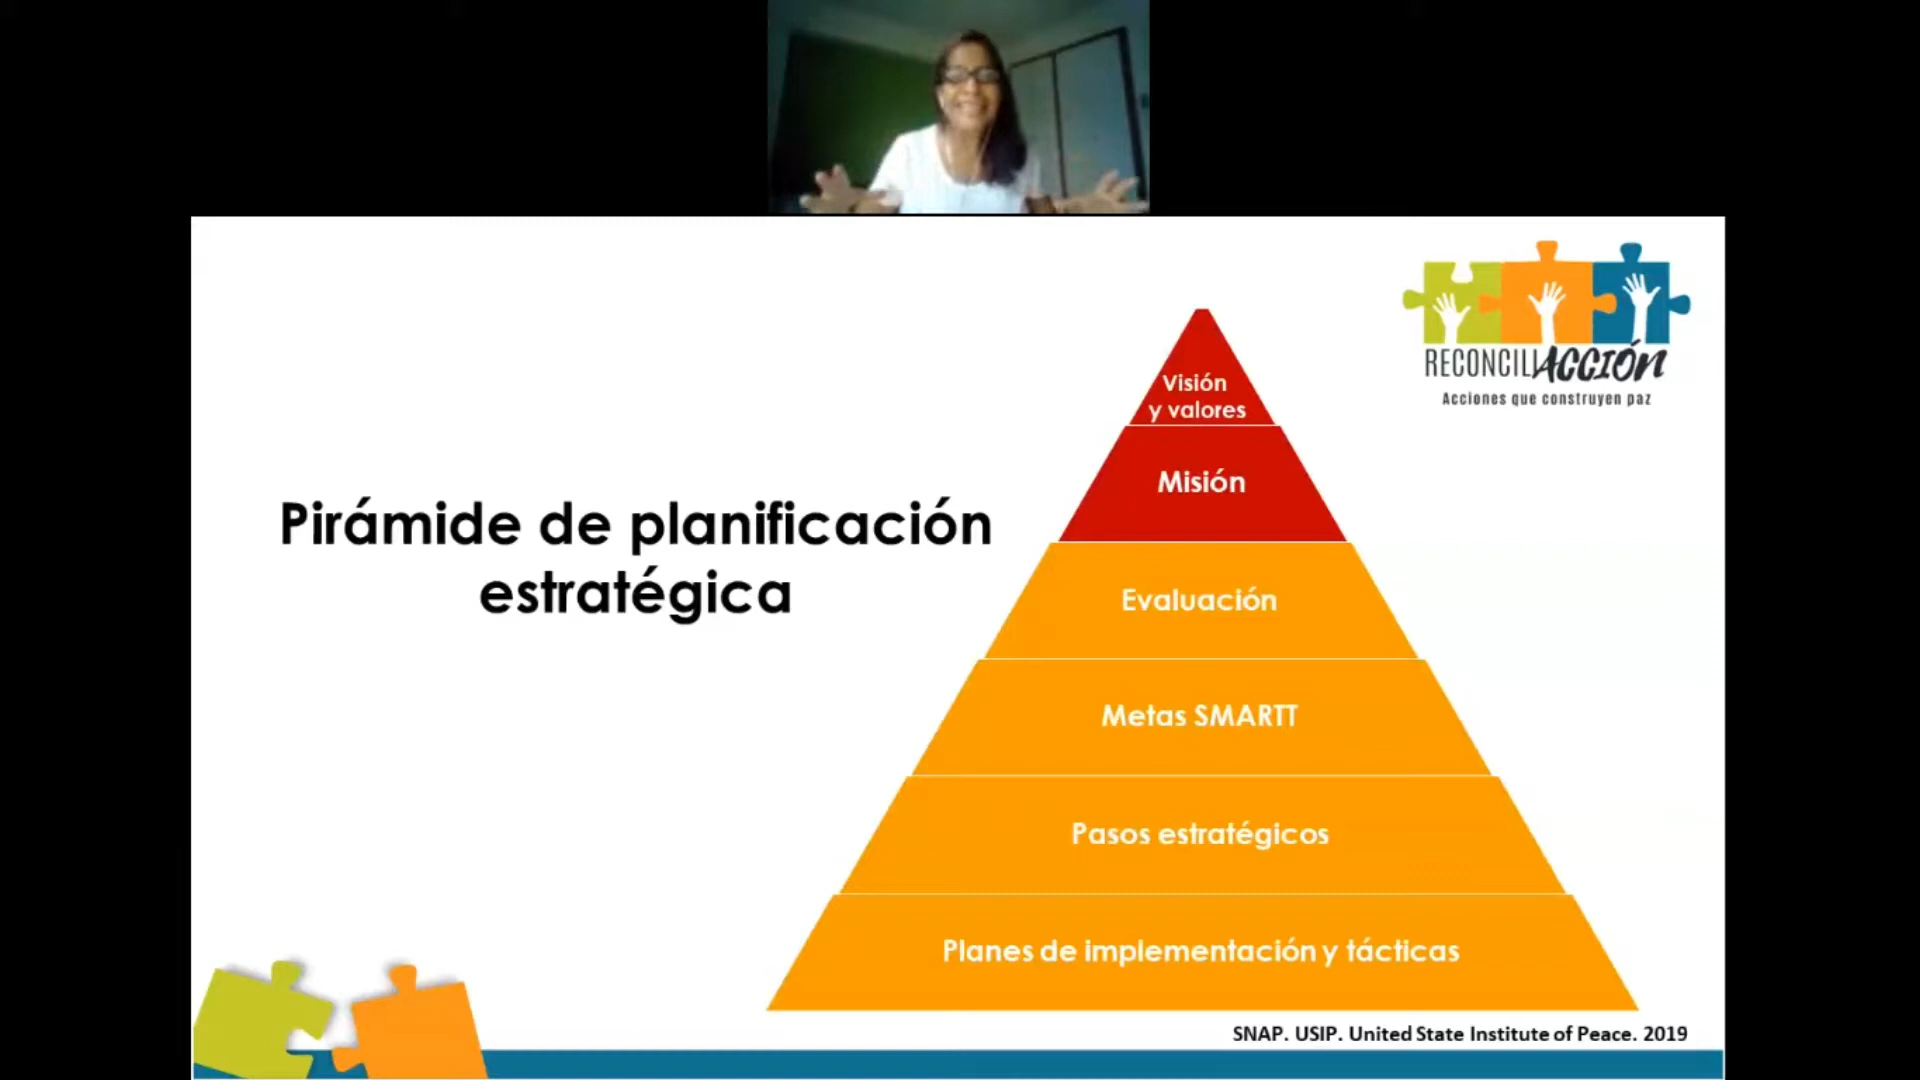 RECONCILIACCIÓN
Acciones que construyen paz
Pirámide de planificación
estratégica
Visión
y valores
Misión
Evaluación
Metas SMARTT
Pasos estratégicos
Planes de implementación y tácticas
SNAP. USIP. United State Institute of Peace. 2019